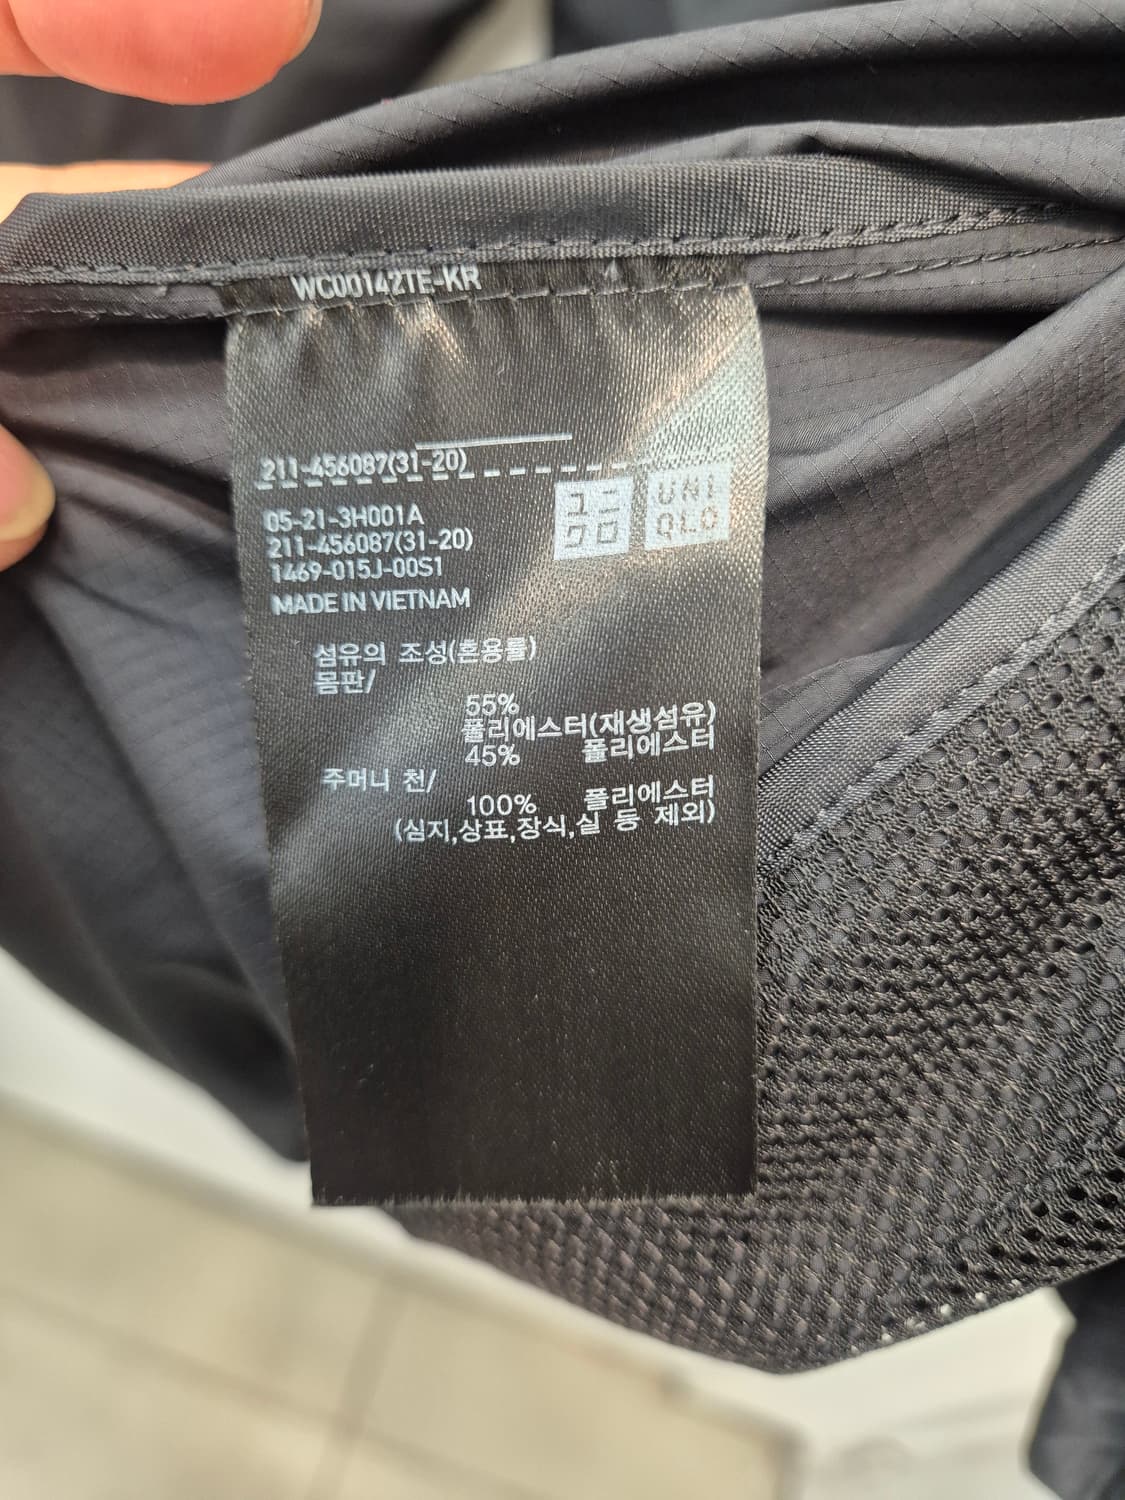 WC00142TE-KR
211-456087(31-20)
ユニ
クロ
UNI
QLO
05-21-3H001A
211-456087(31-20)
1469-015J-00S1
MADE IN VIETNAM
섬유의 조성(혼용률)
몸판/
55%
폴리에스터(재생섬유)
45% 폴리에스터
주머니 천/
100% 폴리에스터
(심지,상표,장식,실 등 제외)